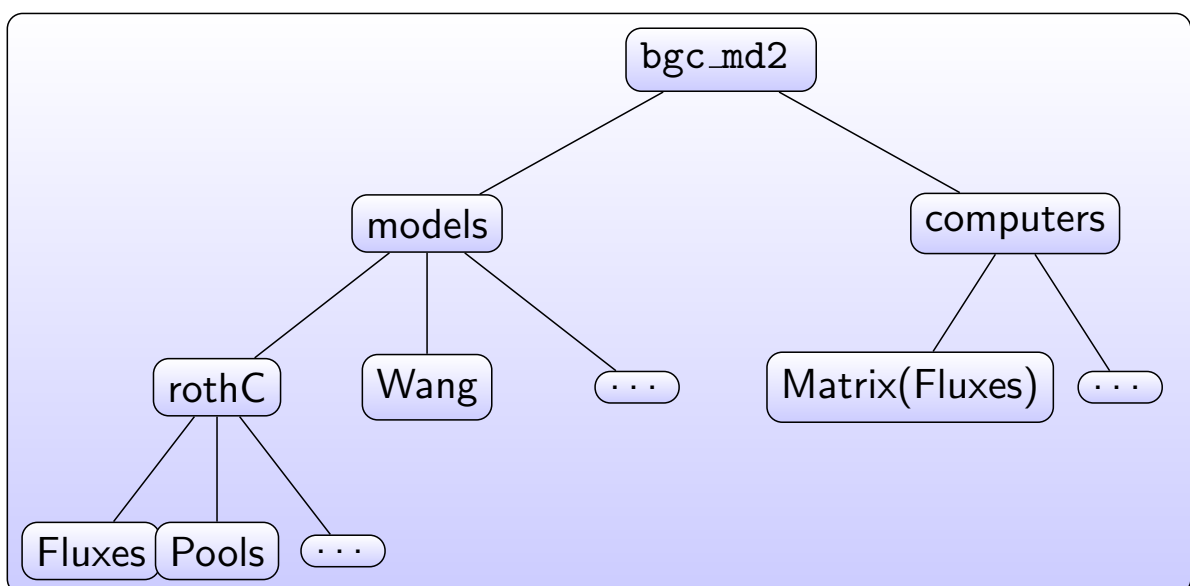 bgc_md2
models
computers
rothC
Wang
···
Matrix(Fluxes)
···
Fluxes
Pools
···